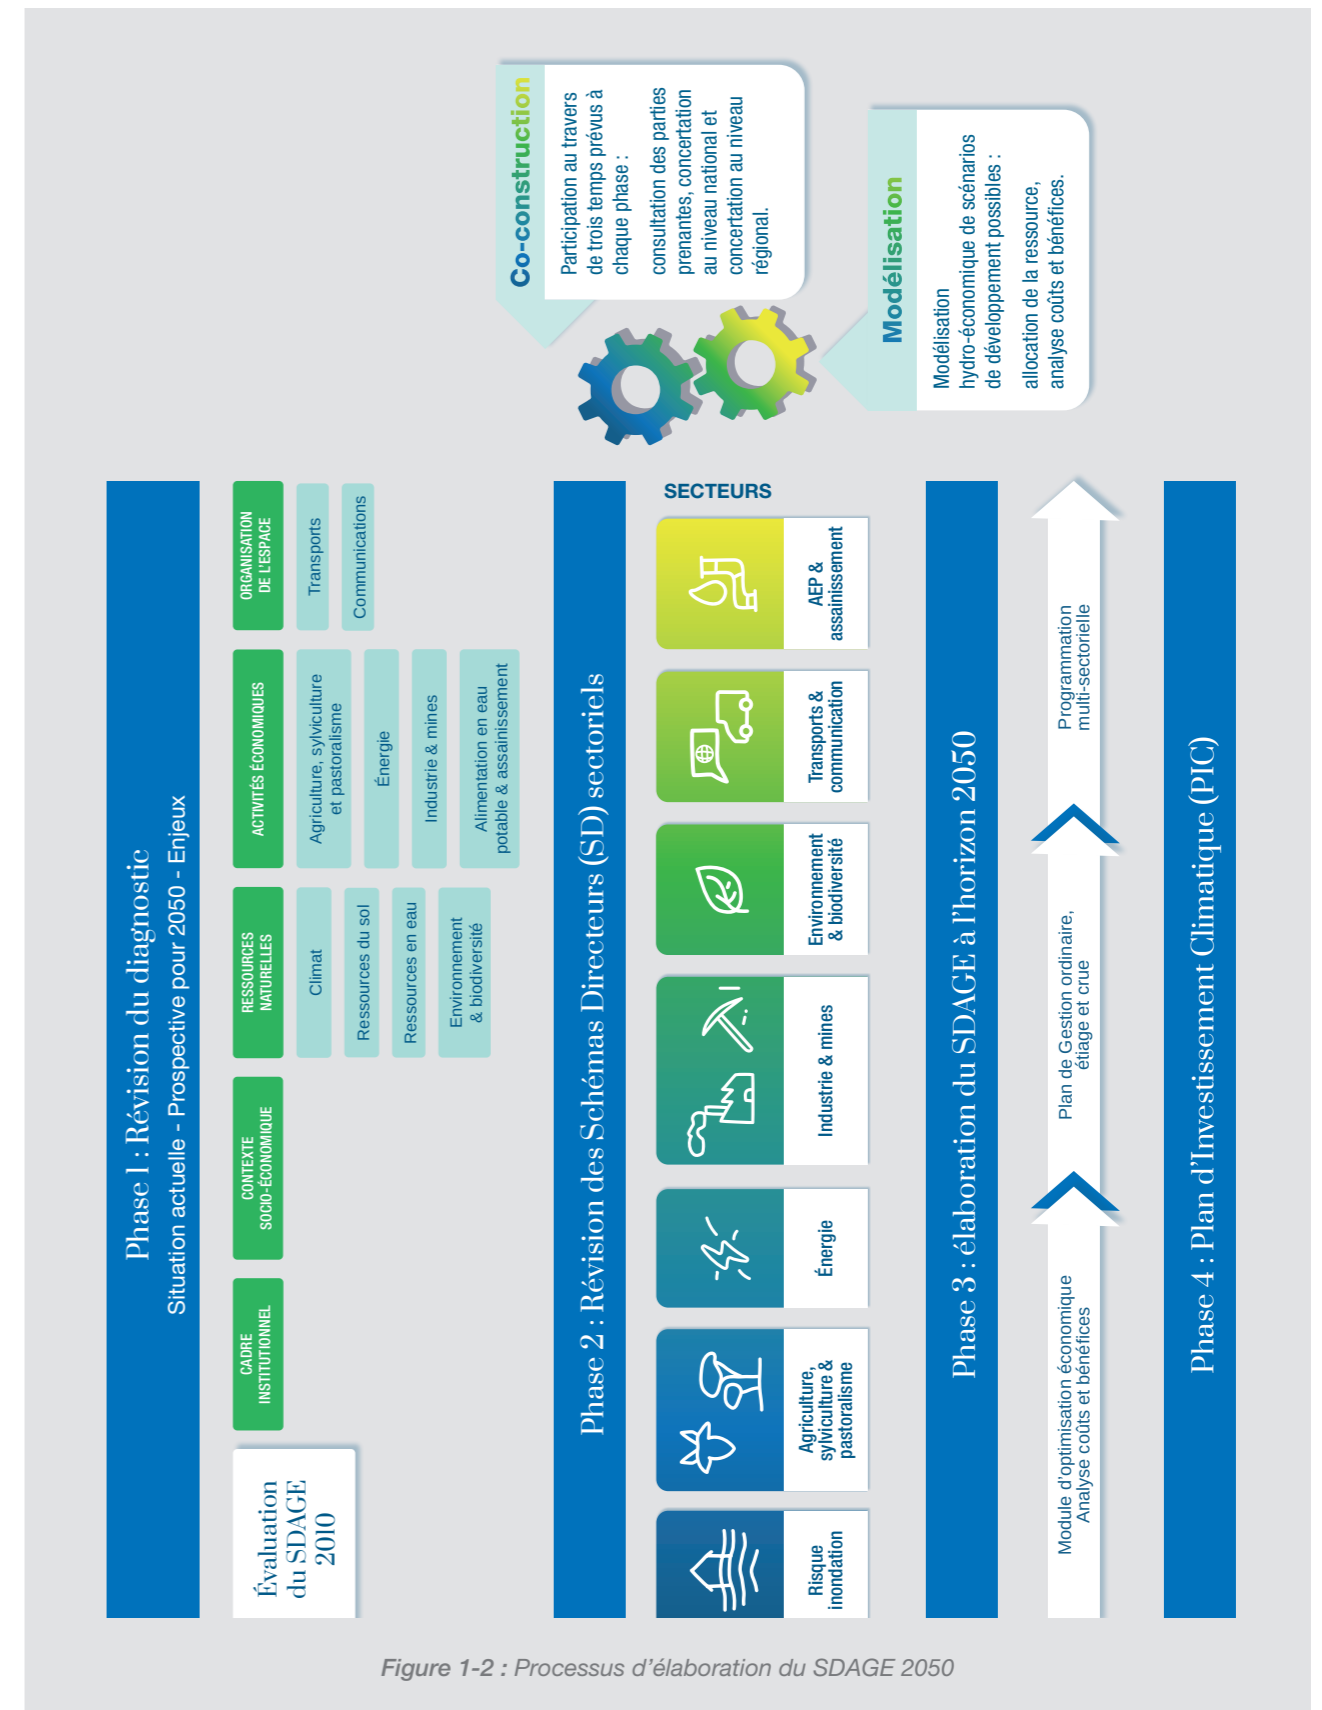 Phase 1 : Révision du diagnostic
Situation actuelle - Prospective pour 2050 - Enjeux
Évaluation
du SDAGE
2010
CADRE
INSTITUTIONNEL
CONTEXTE
SOCIO-ÉCONOMIQUE
RESSOURCES
NATURELLES
Climat
Ressources du sol
Ressources en eau
Environnement
& biodiversité
ACTIVITÉS ÉCONOMIQUES
Agriculture, sylviculture
et pastoralisme
Énergie
Industrie & mines
Alimentation en eau
potable & assainissement
ORGANISATION
DE L'ESPACE
Transports
Communications
Co-construction
Participation au travers
de trois temps prévus à
chaque phase :
consultation des parties
prenantes, concertation
au niveau national et
concertation au niveau
régional.
Phase 2 : Révision des Schémas Directeurs (SD) sectoriels
SECTEURS
Risque
inondation
Agriculture,
sylviculture &
pastoralisme
Énergie
Industrie & mines
Environnement
& biodiversité
Transports &
communication
AEP &
assainissement
Modélisation
Modélisation
hydro-économique de scénarios
de développement possibles :
allocation de la ressource,
analyse coûts et bénéfices.
Phase 3 : élaboration du SDAGE à l'horizon 2050
Module d'optimisation économique
Analyse coûts et bénéfices
Plan de Gestion ordinaire,
étiage et crue
Programmation
multi-sectorielle
Phase 4 : Plan d'Investissement Climatique (PIC)
Figure 1-2 : Processus d'élaboration du SDAGE 2050